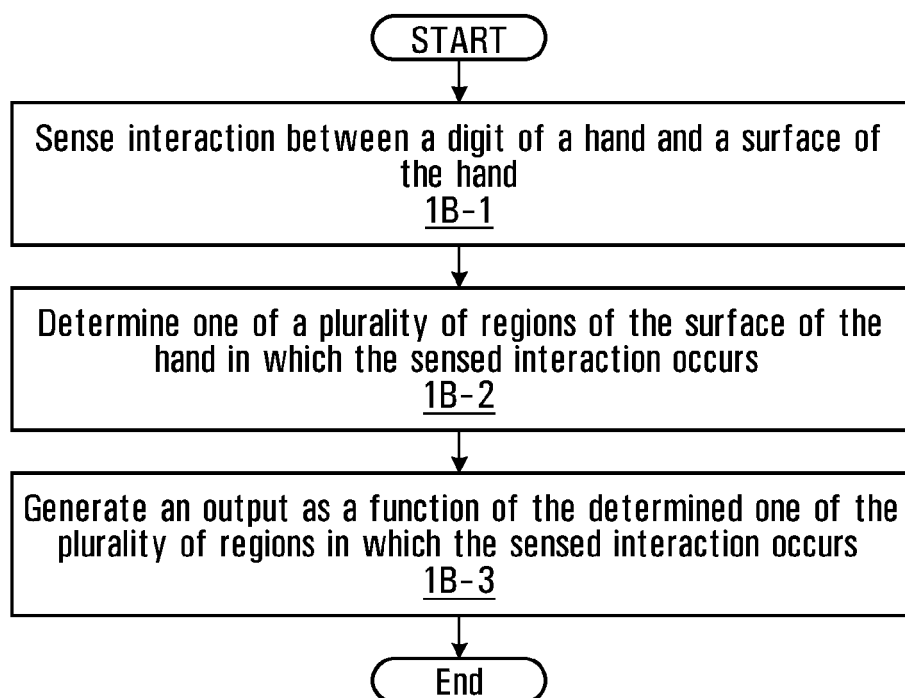 START
Sense interaction between a digit of a hand and a surface of
the hand
1B-1
Determine one of a plurality of regions of the surface of the
hand in which the sensed interaction occurs
1B-2
Generate an output as a function of the determined one of the
plurality of regions in which the sensed interaction occurs
1B-3
End